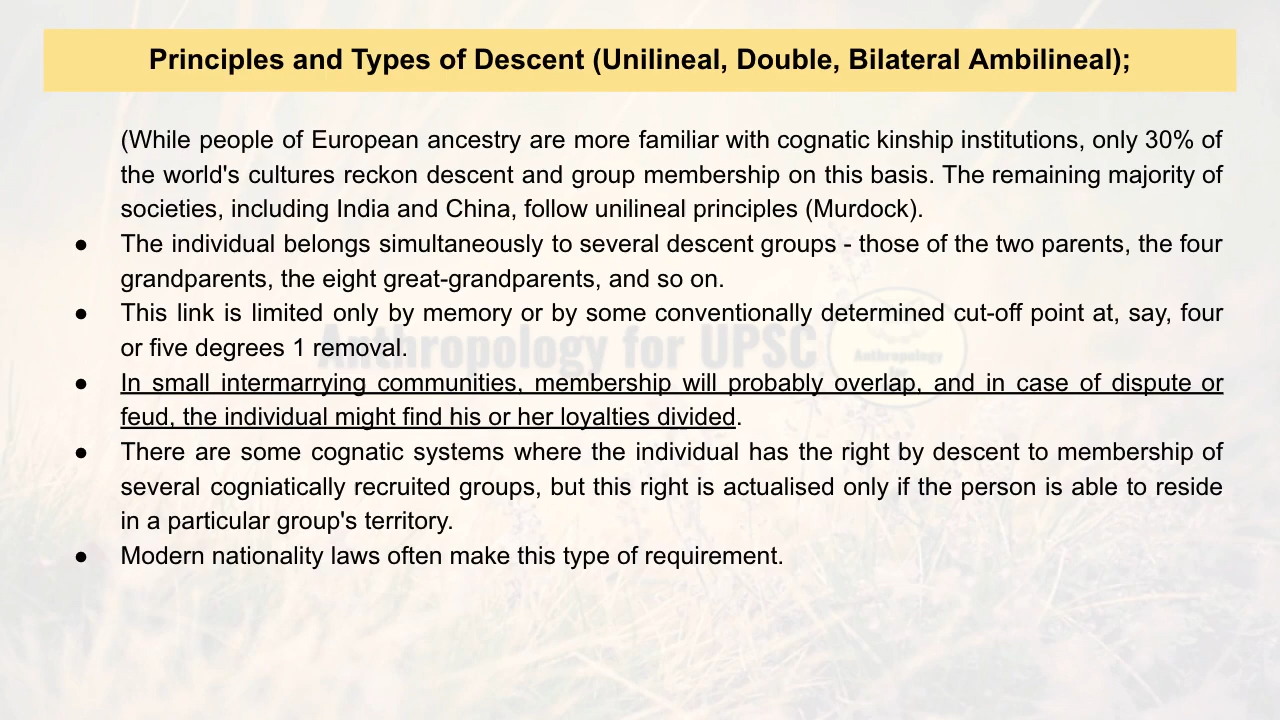 Principles and Types of Descent (Unilineal, Double, Bilateral Ambilineal);
(While people of European ancestry are more familiar with cognatic kinship institutions, only 30% of
the world's cultures reckon descent and group membership on this basis. The remaining majority of
societies, including India and China, follow unilineal principles (Murdock).
● The individual belongs simultaneously to several descent groups - those of the two parents, the four
grandparents, the eight great-grandparents, and so on.
● This link is limited only by memory or by some conventionally determined cut-off point at, say, four
or five degrees 1 removal.
Anthropology for UPSC
Anthropology
● In small intermarrying communities, membership will probably overlap, and in case of dispute or
feud, the individual might find his or her loyalties divided.
● There are some cognatic systems where the individual has the right by descent to membership of
several cogniatically recruited groups, but this right is actualised only if the person is able to reside
in a particular group's territory.
● Modern nationality laws often make this type of requirement.